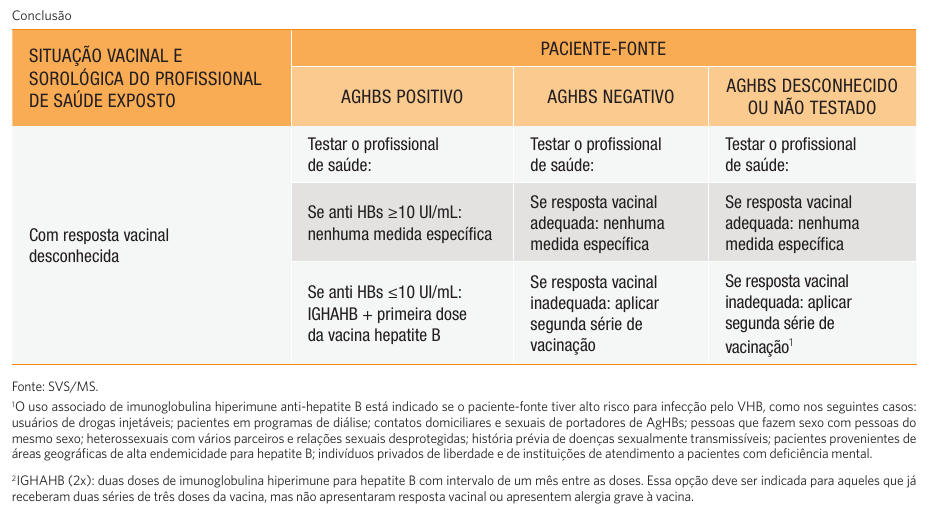 Conclusão
SITUAÇÃO VACINAL E
SOROLÓGICA DO PROFISSIONAL
DE SAÚDE EXPOSTO
PACIENTE-FONTE
AGHBS POSITIVO
AGHBS NEGATIVO
AGHBS DESCONHECIDO
OU NÃO TESTADO
Com resposta vacinal
desconhecida
Testar o profissional
de saúde:
Testar o profissional
de saúde:
Testar o profissional
de saúde:
Se anti HBs ≥10 UI/mL:
nenhuma medida específica
Se resposta vacinal
adequada: nenhuma
medida específica
Se resposta vacinal
adequada: nenhuma
medida específica
Se anti HBs ≤10 UI/mL:
IGHAHB + primeira dose
da vacina hepatite B
Se resposta vacinal
inadequada: aplicar
segunda série de
vacinação
Se resposta vacinal
inadequada: aplicar
segunda série de
vacinação¹
Fonte: SVS/MS.
¹O uso associado de imunoglobulina hiperimune anti-hepatite B está indicado se o paciente-fonte tiver alto risco para infecção pelo VHB, como nos seguintes casos:
usuários de drogas injetáveis; pacientes em programas de diálise; contatos domiciliares e sexuais de portadores de AgHBs; pessoas que fazem sexo com pessoas do
mesmo sexo; heterossexuais com vários parceiros e relações sexuais desprotegidas; história prévia de doenças sexualmente transmissíveis; pacientes provenientes de
áreas geográficas de alta endemicidade para hepatite B; indivíduos privados de liberdade e de instituições de atendimento a pacientes com deficiência mental.
²IGHAHB (2x): duas doses de imunoglobulina hiperimune para hepatite B com intervalo de um mês entre as doses. Essa opção deve ser indicada para aqueles que já
receberam duas séries de três doses da vacina, mas não apresentaram resposta vacinal ou apresentem alergia grave à vacina.